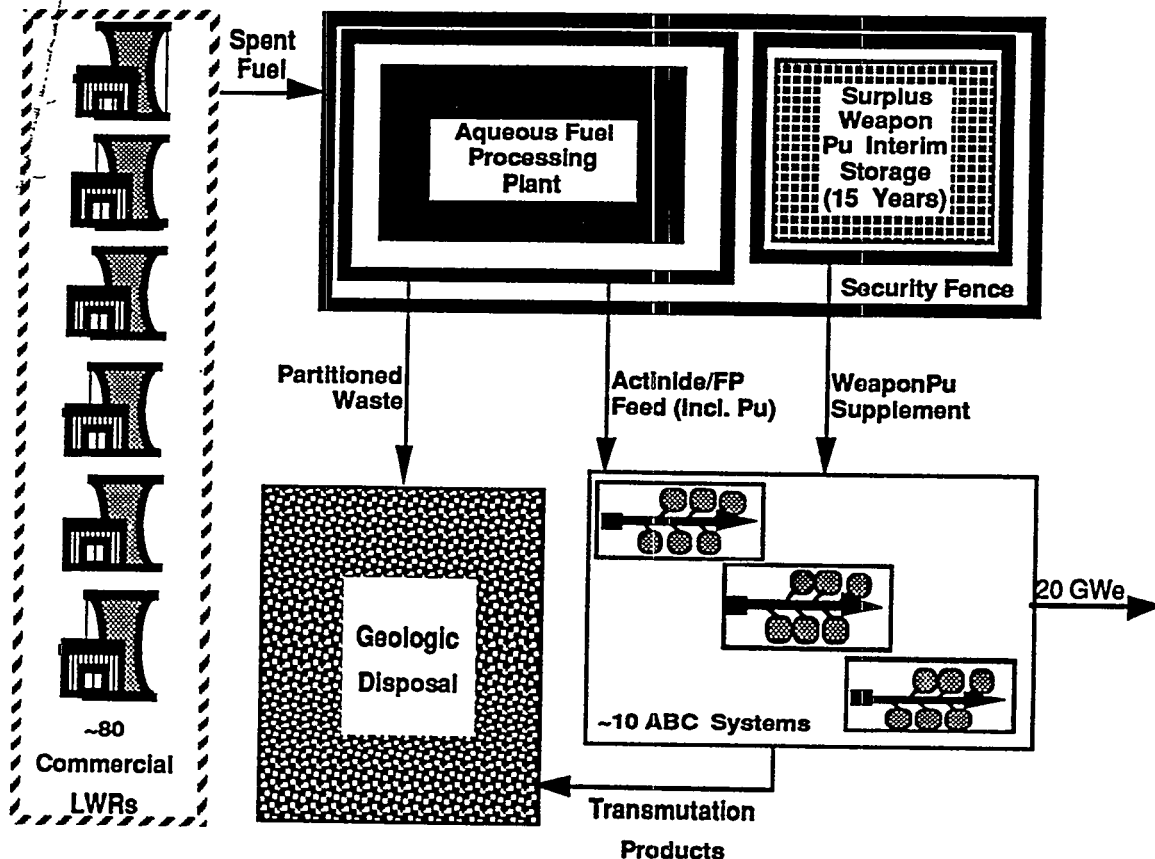 Spent
Fuel
Aqueous Fuel
Processing
Plant
Surplus
Weapon
Pu Interim
Storage
(15 Years)
Security Fence
Partitioned
Waste
Actinide/FP
Feed (incl. Pu)
WeaponPu
Supplement
Geologic
Disposal
20 GWe
~10 ABC Systems
~80
Commercial
LWRs
Transmutation
Products